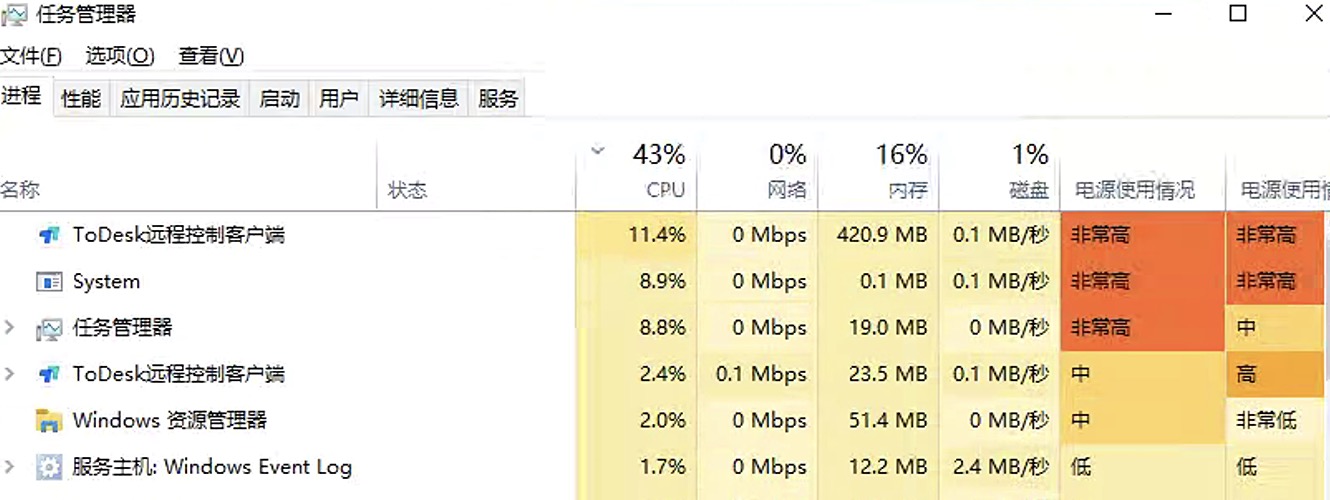 任务管理器
文件(F) 选项(O) 查看(V)
进程 性能 应用历史记录 启动 用户 详细信息 服务
43% 0% 16% 1%
名称 状态 CPU 网络 内存 磁盘 电源使用情况 电源使用情
ToDesk远程控制客户端 11.4% 0 Mbps 420.9 MB 0.1 MB/秒 非常高 非常高
System 8.9% 0 Mbps 0.1 MB 0.1 MB/秒 非常高 非常高
任务管理器 8.8% 0 Mbps 19.0 MB 0 MB/秒 非常高 中
ToDesk远程控制客户端 2.4% 0.1 Mbps 23.5 MB 0.1 MB/秒 中 高
Windows 资源管理器 2.0% 0 Mbps 51.4 MB 0 MB/秒 中 非常低
服务主机: Windows Event Log 1.7% 0 Mbps 12.2 MB 2.4 MB/秒 低 低